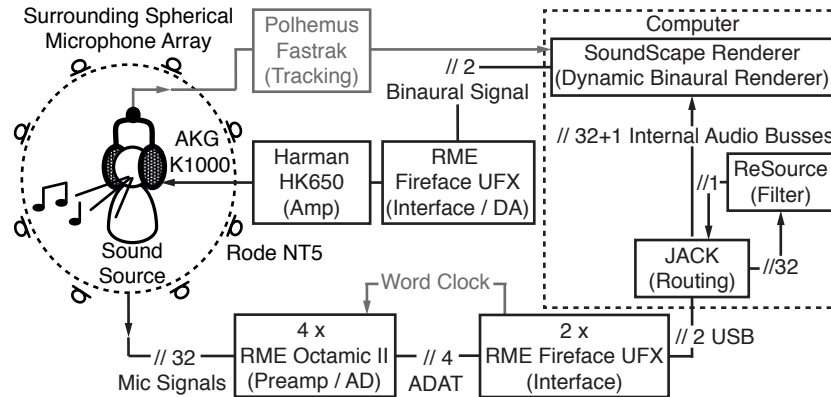 Surrounding Spherical
Microphone Array
Polhemus
Fastrak
(Tracking)
Computer
SoundScape Renderer
(Dynamic Binaural Renderer)
// 2
Binaural Signal
AKG
K1000
Harman
HK650
(Amp)
RME
Fireface UFX
(Interface / DA)
// 32+1 Internal Audio Busses
//1
ReSource
(Filter)
JACK
(Routing)
//32
Sound
Source
Rode NT5
Word Clock
// 32
Mic Signals
4 x
RME Octamic II
(Preamp / AD)
// 4
ADAT
2 x
RME Fireface UFX
(Interface)
// 2 USB